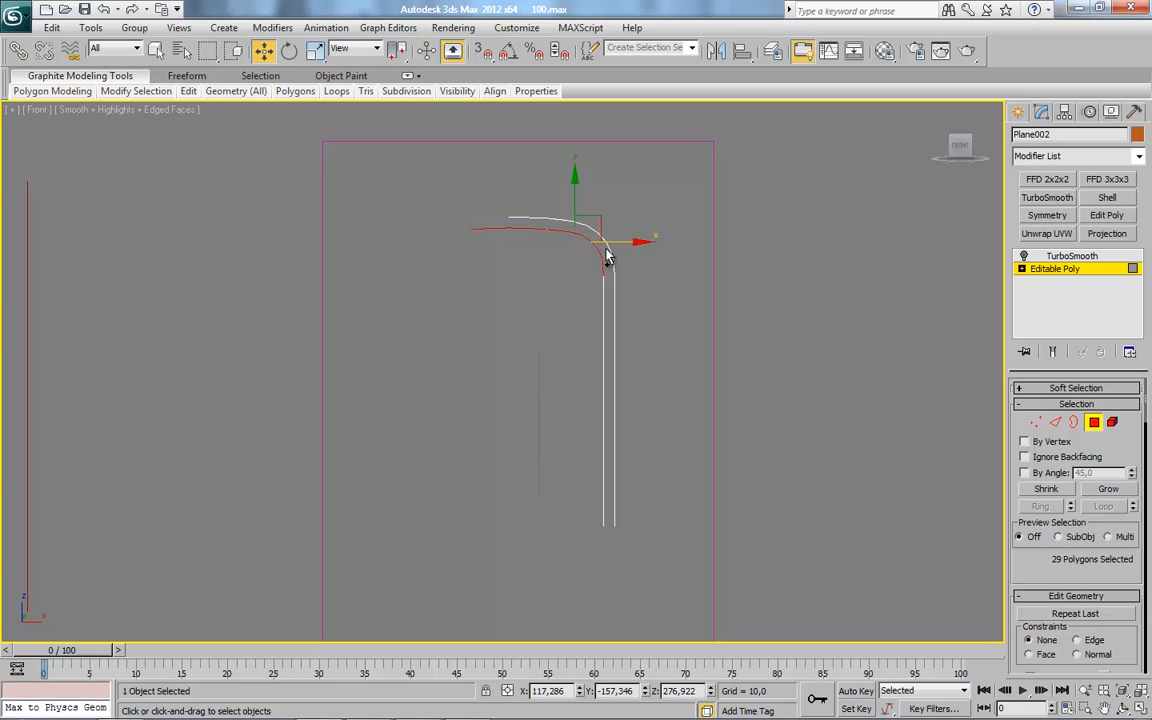 Autodesk 3ds Max 2012 x64 100.max
Type a keyword or phrase
Edit Tools Group Views Create Modifiers Animation Graph Editors Rendering Customize MAXScript Help
All View 3 Create Selection Se
Graphite Modeling Tools Freeform Selection Object Paint
Polygon Modeling Modify Selection Edit Geometry (All) Polygons Loops Tris Subdivision Visibility Align Properties
[ + ] [ Front ] [ Smooth + Highlights + Edged Faces ]
FRONT
y
x
z
x
Plane002
Modifier List
FFD 2x2x2 FFD 3x3x3
TurboSmooth Shell
Symmetry Edit Poly
Unwrap UVW Projection
TurboSmooth
Editable Poly
+ Soft Selection
- Selection
By Vertex
Ignore Backfacing
By Angle: 45,0
Shrink Grow
Ring Loop
Preview Selection
Off SubObj Multi
29 Polygons Selected
- Edit Geometry
Repeat Last
Constraints
None Edge
Face Normal
< 0 / 100 >
0 5 10 15 20 25 30 35 40 45 50 55 60 65 70 75 80 85 90 95 100
1 Object Selected X: 117,286 Y: -157,346 Z: 276,922 Grid = 10,0 Auto Key Selected
Max to Physcs Geom Click or click-and-drag to select objects Add Time Tag Set Key Key Filters... 0